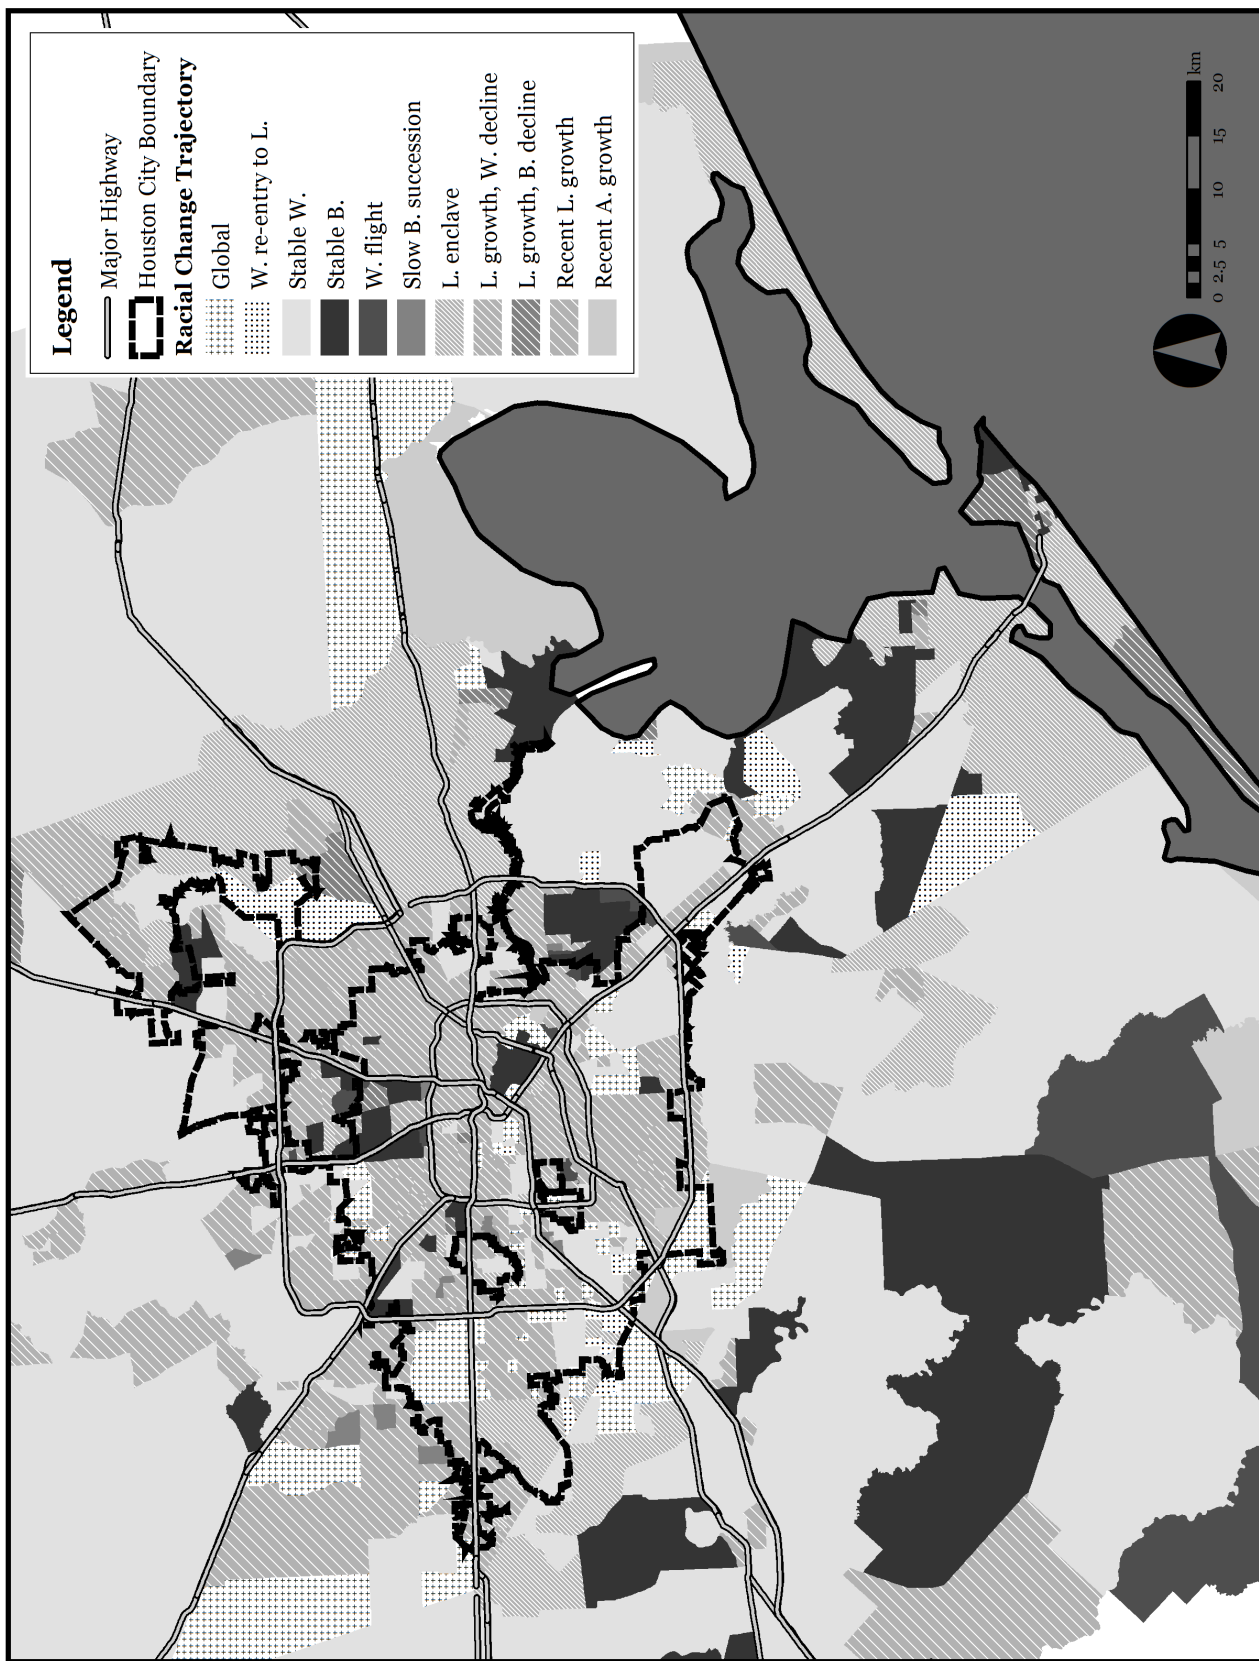 Legend
Major Highway
Houston City Boundary
Racial Change Trajectory
Global
W. re-entry to L.
Stable W.
Stable B.
W. flight
Slow B. succession
L. enclave
L. growth, W. decline
L. growth, B. decline
Recent L. growth
Recent A. growth
0 2.5 5 10 15 20 km